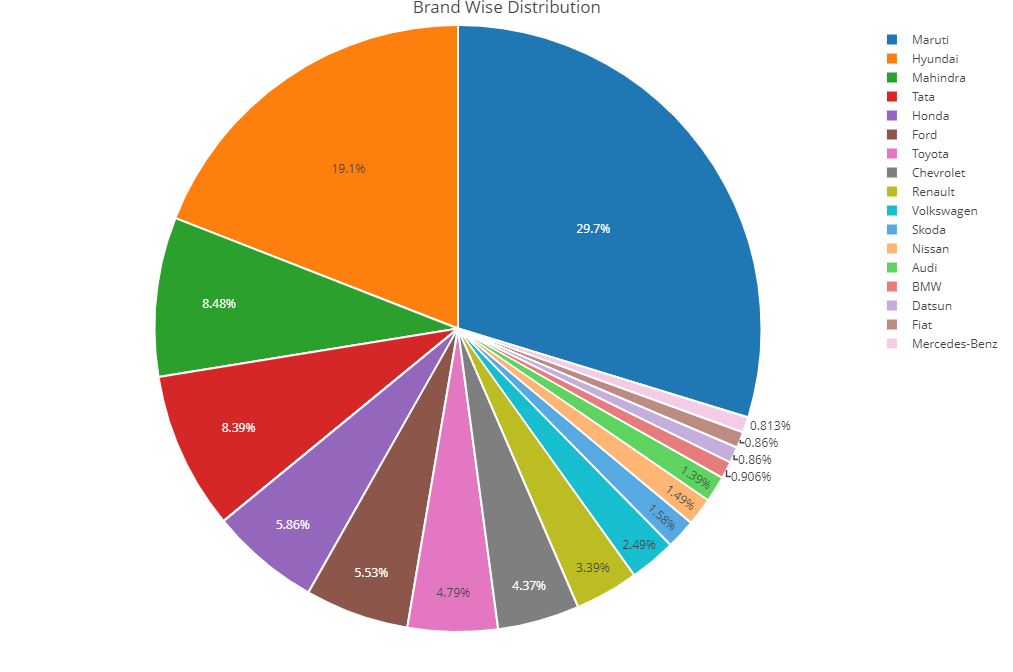 Brand Wise Distribution
29.7%
19.1%
8.48%
8.39%
5.86%
5.53%
4.79%
4.37%
3.39%
2.49%
1.58%
1.49%
1.39%
0.906%
0.86%
0.86%
0.813%
Maruti
Hyundai
Mahindra
Tata
Honda
Ford
Toyota
Chevrolet
Renault
Volkswagen
Skoda
Nissan
Audi
BMW
Datsun
Fiat
Mercedes-Benz